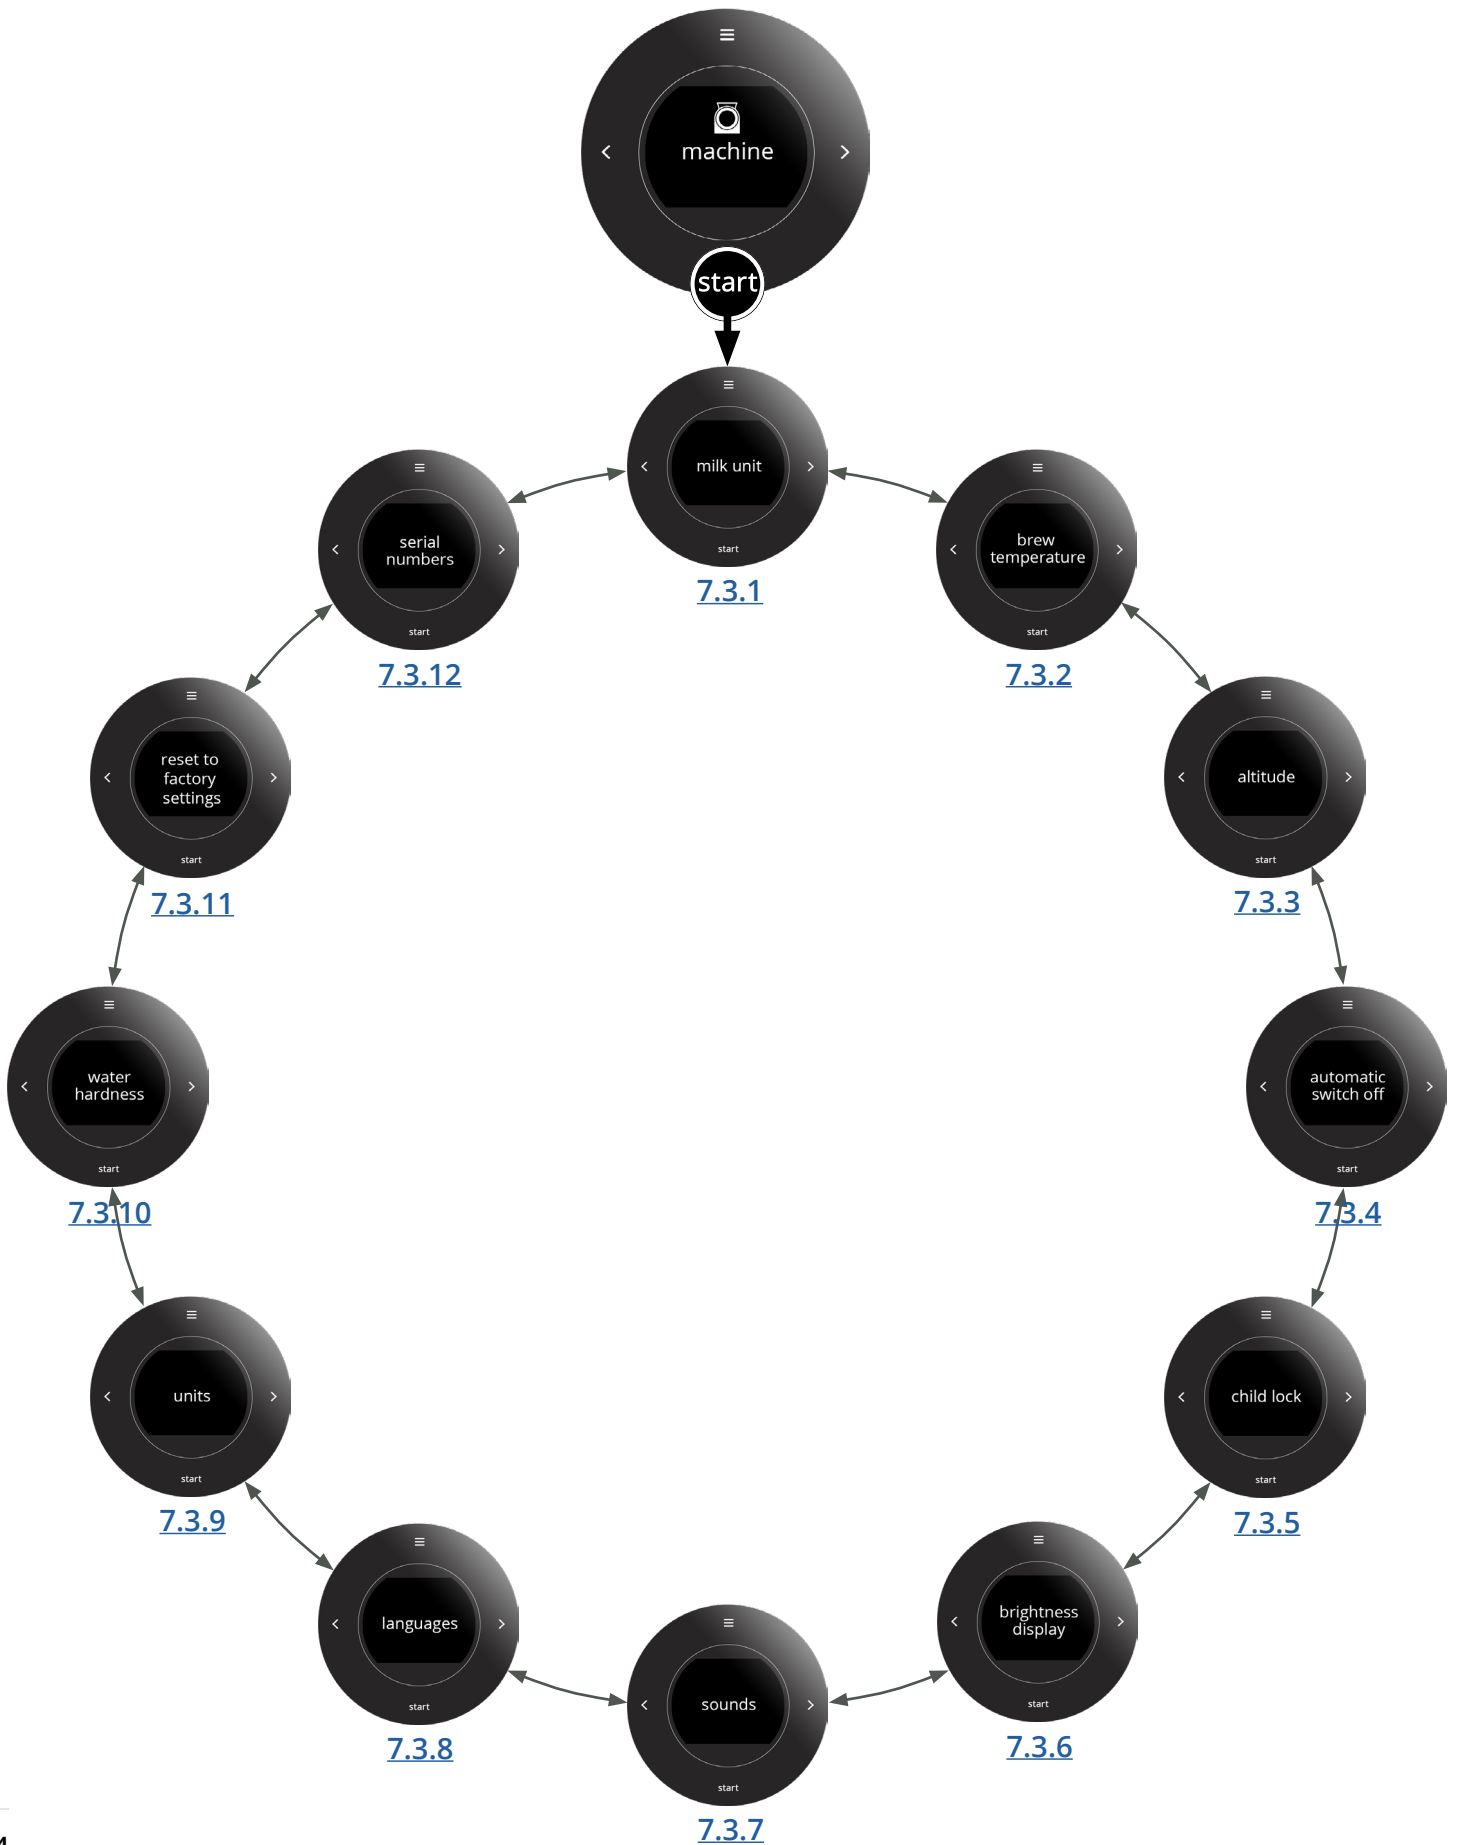 machine
start
milk unit
start
7.3.1
brew
temperature
start
7.3.2
altitude
start
7.3.3
automatic
switch off
start
7.3.4
child lock
start
7.3.5
brightness
display
start
7.3.6
sounds
start
7.3.7
languages
start
7.3.8
units
start
7.3.9
water
hardness
start
7.3.10
reset to
factory
settings
start
7.3.11
serial
numbers
start
7.3.12